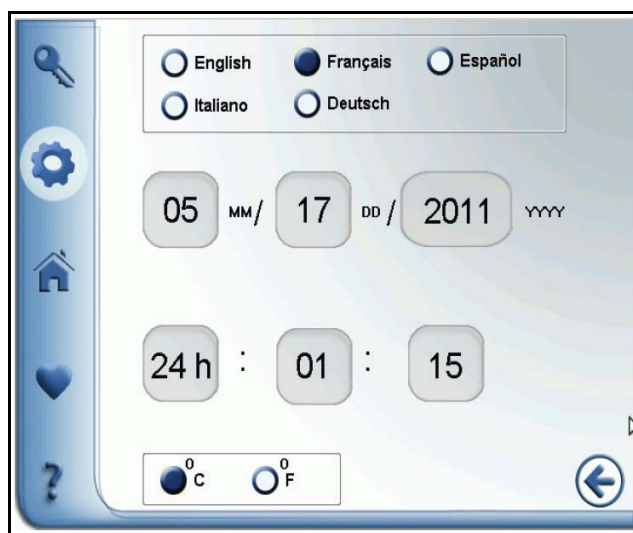 English Français Español
Italiano Deutsch
05 MM/ 17 DD / 2011 YYYY
24 h : 01 : 15
°C °F
?